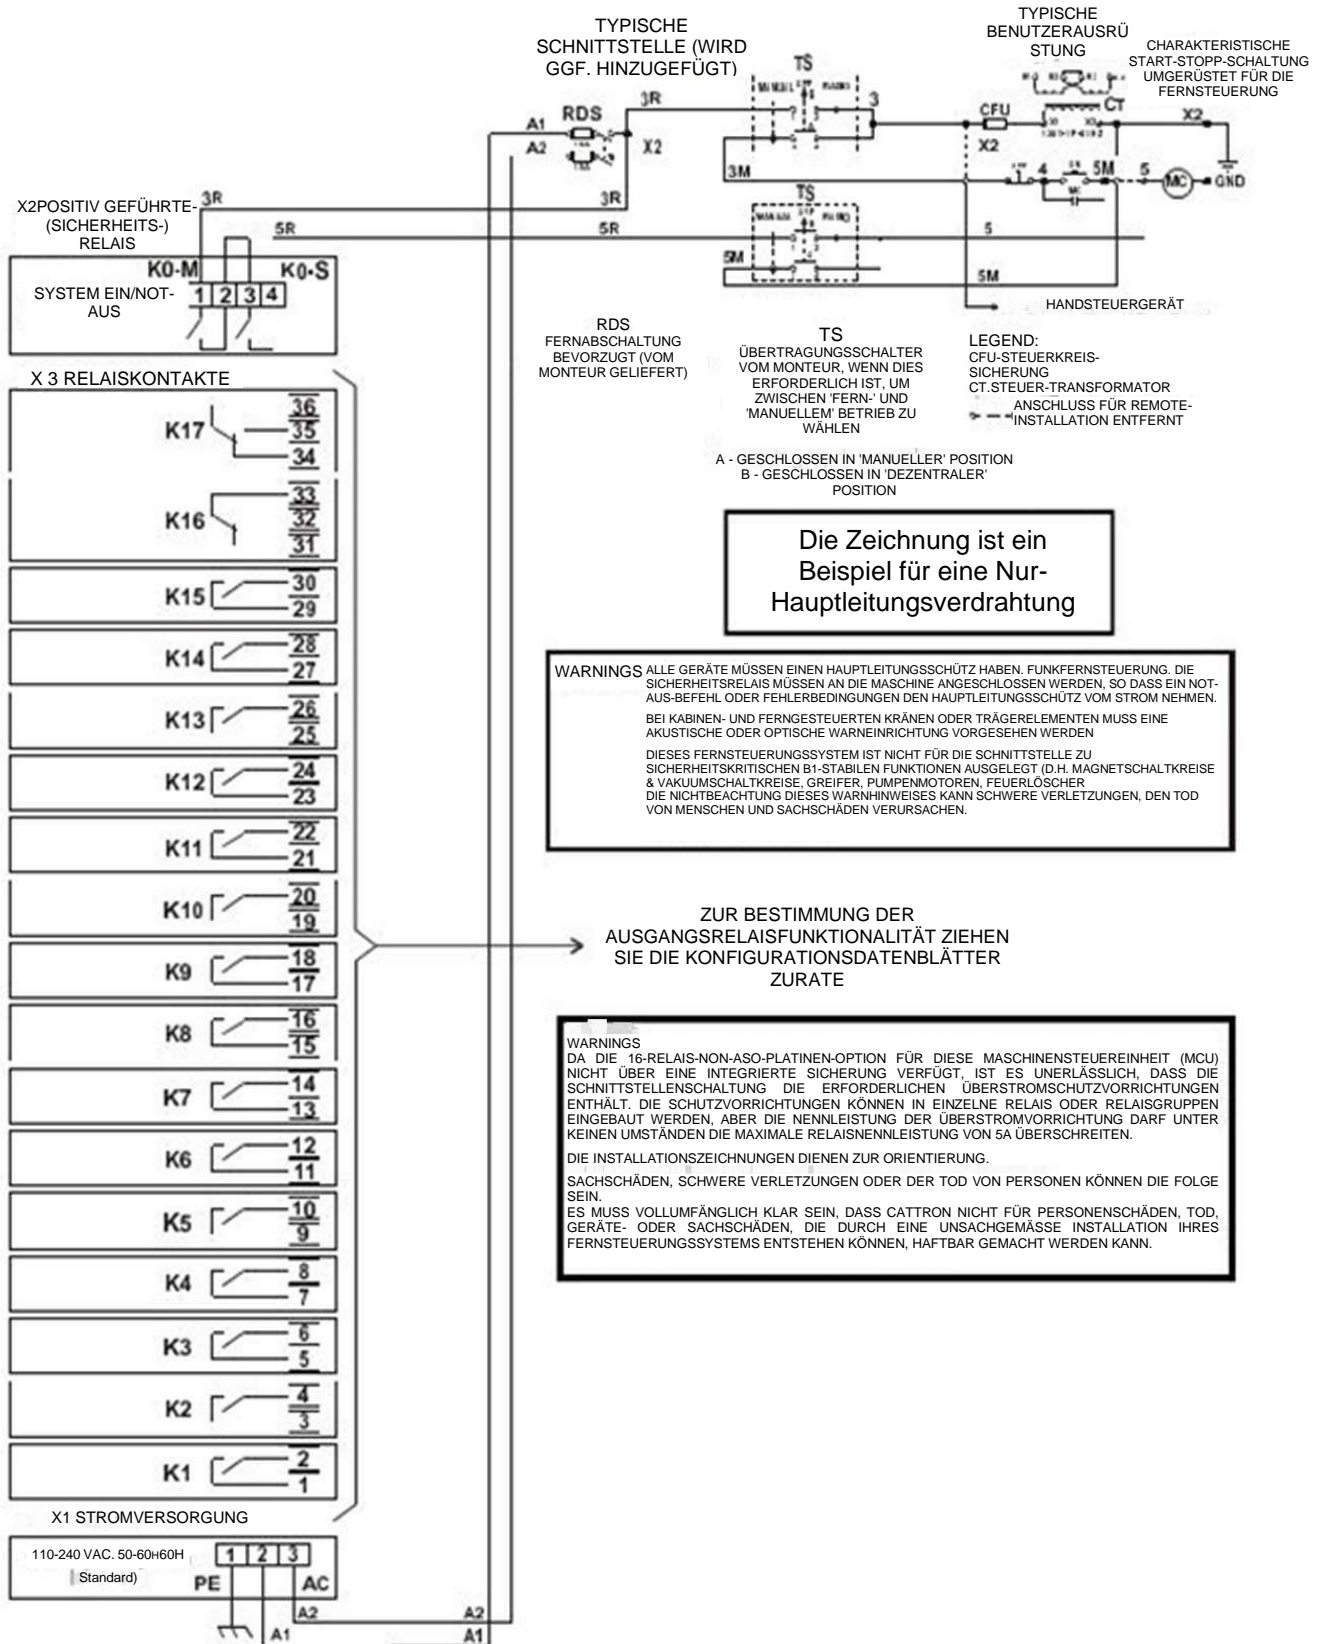 TYPISCHE
SCHNITTSTELLE (WIRD
GGF. HINZUGEFÜGT)
TYPISCHE
BENUTZERAUSRÜ
STUNG
CHARAKTERISTISCHE
START-STOPP-SCHALTUNG
UMGERÜSTET FÜR DIE
FERNSTEUERUNG
TS
3R
3
RDS
A1
A2
X2
CFU
X2
CT
X2
3M
4
5M
5
MC
MC
GND
3R
TS
X2POSITIV GEFÜHRTE-
(SICHERHEITS-)
RELAIS
3R
5R
5R
5
5M
5M
K0-M
K0-S
SYSTEM EIN/NOT-
AUS
1 2 3 4
HANDSTEUERGERÄT
RDS
FERNABSCHALTUNG
BEVORZUGT (VOM
MONTEUR GELIEFERT)
TS
ÜBERTRAGUNGSSCHALTER
VOM MONTEUR, WENN DIES
ERFORDERLICH IST, UM
ZWISCHEN 'FERN-' UND
'MANUELLEM' BETRIEB ZU
WÄHLEN
LEGEND:
CFU-STEUERKREIS-
SICHERUNG
CT.STEUER-TRANSFORMATOR
ANSCHLUSS FÜR REMOTE-
INSTALLATION ENTFERNT
A - GESCHLOSSEN IN 'MANUELLER' POSITION
B - GESCHLOSSEN IN 'DEZENTRALER'
POSITION
X 3 RELAISKONTAKTE
36
K17 35
34
33
K16 32
31
30
K15
29
28
K14
27
26
K13
25
24
K12
23
22
K11
21
20
K10
19
18
K9
17
16
K8
15
14
K7
13
12
K6
11
10
K5
9
8
K4
7
6
K3
5
4
K2
3
2
K1
1
Die Zeichnung ist ein
Beispiel für eine Nur-
Hauptleitungsverdrahtung
WARNINGS ALLE GERÄTE MÜSSEN EINEN HAUPTLEITUNGSSCHÜTZ HABEN. FUNKFERNSTEUERUNG. DIE
SICHERHEITSRELAIS MÜSSEN AN DIE MASCHINE ANGESCHLOSSEN WERDEN, SO DASS EIN NOT-
AUS-BEFEHL ODER FEHLERBEDINGUNGEN DEN HAUPTLEITUNGSSCHÜTZ VOM STROM NEHMEN.
BEI KABINEN- UND FERNGESTEUERTEN KRÄNEN ODER TRÄGERELEMENTEN MUSS EINE
AKUSTISCHE ODER OPTISCHE WARNEINRICHTUNG VORGESEHEN WERDEN
DIESES FERNSTEUERUNGSSYSTEM IST NICHT FÜR DIE SCHNITTSTELLE ZU
SICHERHEITSKRITISCHEN B1-STABILEN FUNKTIONEN AUSGELEGT (D.H. MAGNETSCHALTKREISE
& VAKUUMSCHALTKREISE, GREIFER, PUMPENMOTOREN, FEUERLÖSCHER
DIE NICHTBEACHTUNG DIESES WARNHINWEISES KANN SCHWERE VERLETZUNGEN, DEN TOD
VON MENSCHEN UND SACHSCHÄDEN VERURSACHEN.
ZUR BESTIMMUNG DER
AUSGANGSRELAISFUNKTIONALITÄT ZIEHEN
SIE DIE KONFIGURATIONSDATENBLÄTTER
ZURATE
WARNINGS
DA DIE 16-RELAIS-NON-ASO-PLATINEN-OPTION FÜR DIESE MASCHINENSTEUEREINHEIT (MCU)
NICHT ÜBER EINE INTEGRIERTE SICHERUNG VERFÜGT, IST ES UNERLÄSSLICH, DASS DIE
SCHNITTSTELLENSCHALTUNG DIE ERFORDERLICHEN ÜBERSTROMSCHUTZVORRICHTUNGEN
ENTHÄLT. DIE SCHUTZVORRICHTUNGEN KÖNNEN IN EINZELNE RELAIS ODER RELAISGRUPPEN
EINGEBAUT WERDEN, ABER DIE NENNLEISTUNG DER ÜBERSTROMVORRICHTUNG DARF UNTER
KEINEN UMSTÄNDEN DIE MAXIMALE RELAISNENNLEISTUNG VON 5A ÜBERSCHREITEN.
DIE INSTALLATIONSZEICHNUNGEN DIENEN ZUR ORIENTIERUNG.
SACHSCHÄDEN, SCHWERE VERLETZUNGEN ODER DER TOD VON PERSONEN KÖNNEN DIE FOLGE
SEIN.
ES MUSS VOLLUMFÄNGLICH KLAR SEIN, DASS CATTRON NICHT FÜR PERSONENSCHÄDEN, TOD,
GERÄTE- ODER SACHSCHÄDEN, DIE DURCH EINE UNSACHGEMÄSSE INSTALLATION IHRES
FERNSTEUERUNGSSYSTEMS ENTSTEHEN KÖNNEN, HAFTBAR GEMACHT WERDEN KANN.
X1 STROMVERSORGUNG
110-240 VAC. 50-60H60H
Standard)
1 2 3
PE
AC
A2
A2
A1
A1